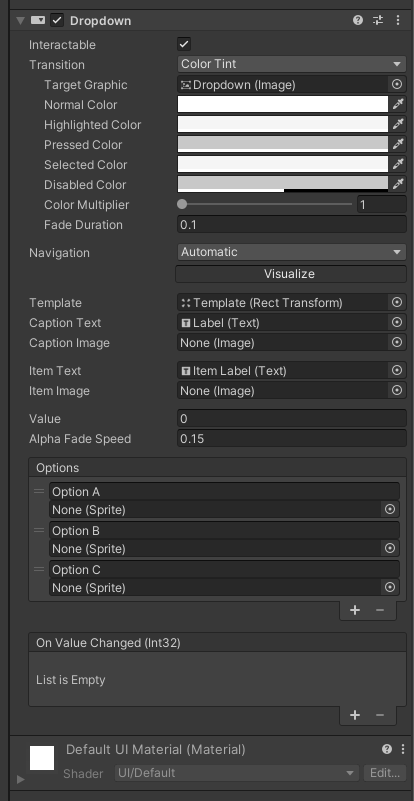 Dropdown
Interactable
Transition Color Tint
Target Graphic Dropdown (Image)
Normal Color
Highlighted Color
Pressed Color
Selected Color
Disabled Color
Color Multiplier 1
Fade Duration 0.1
Navigation Automatic
Visualize
Template Template (Rect Transform)
Caption Text Label (Text)
Caption Image None (Image)
Item Text Item Label (Text)
Item Image None (Image)
Value 0
Alpha Fade Speed 0.15
Options
Option A
None (Sprite)
Option B
None (Sprite)
Option C
None (Sprite)
+ −
On Value Changed (Int32)
List is Empty
+ −
Default UI Material (Material)
Shader UI/Default Edit...